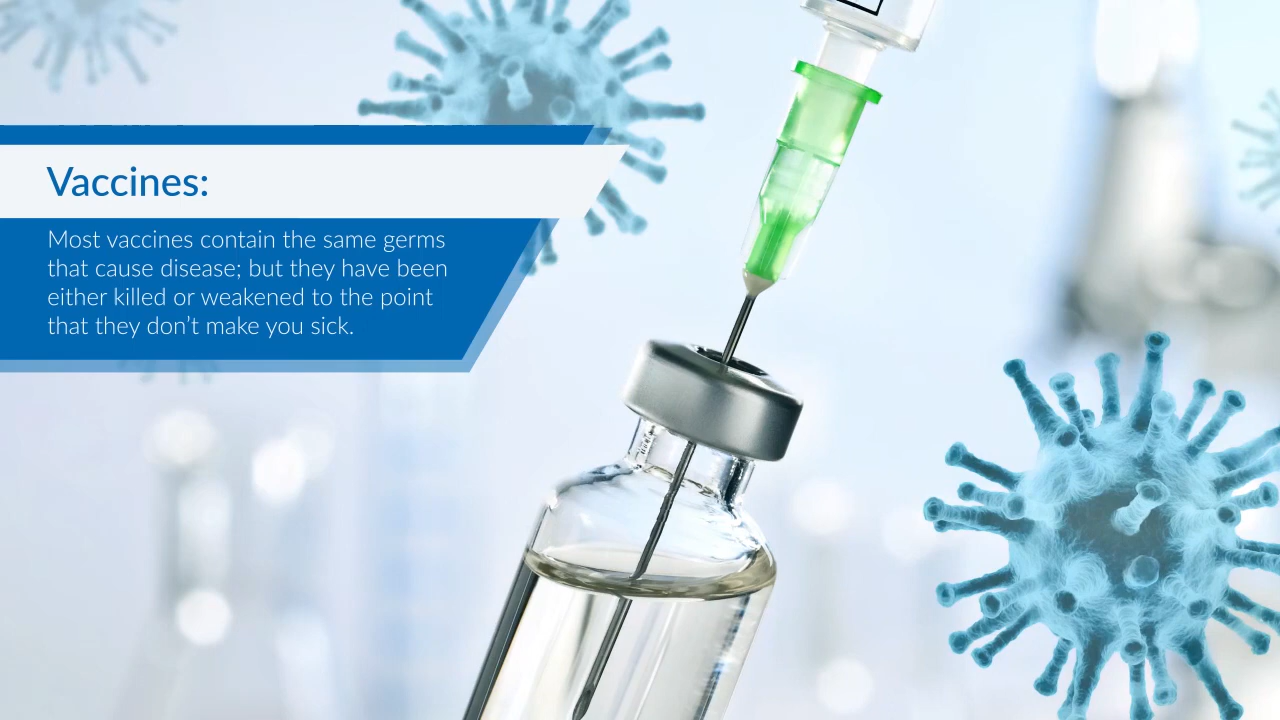 Vaccines:
Most vaccines contain the same germs
that cause disease; but they have been
either killed or weakened to the point
that they don’t make you sick.